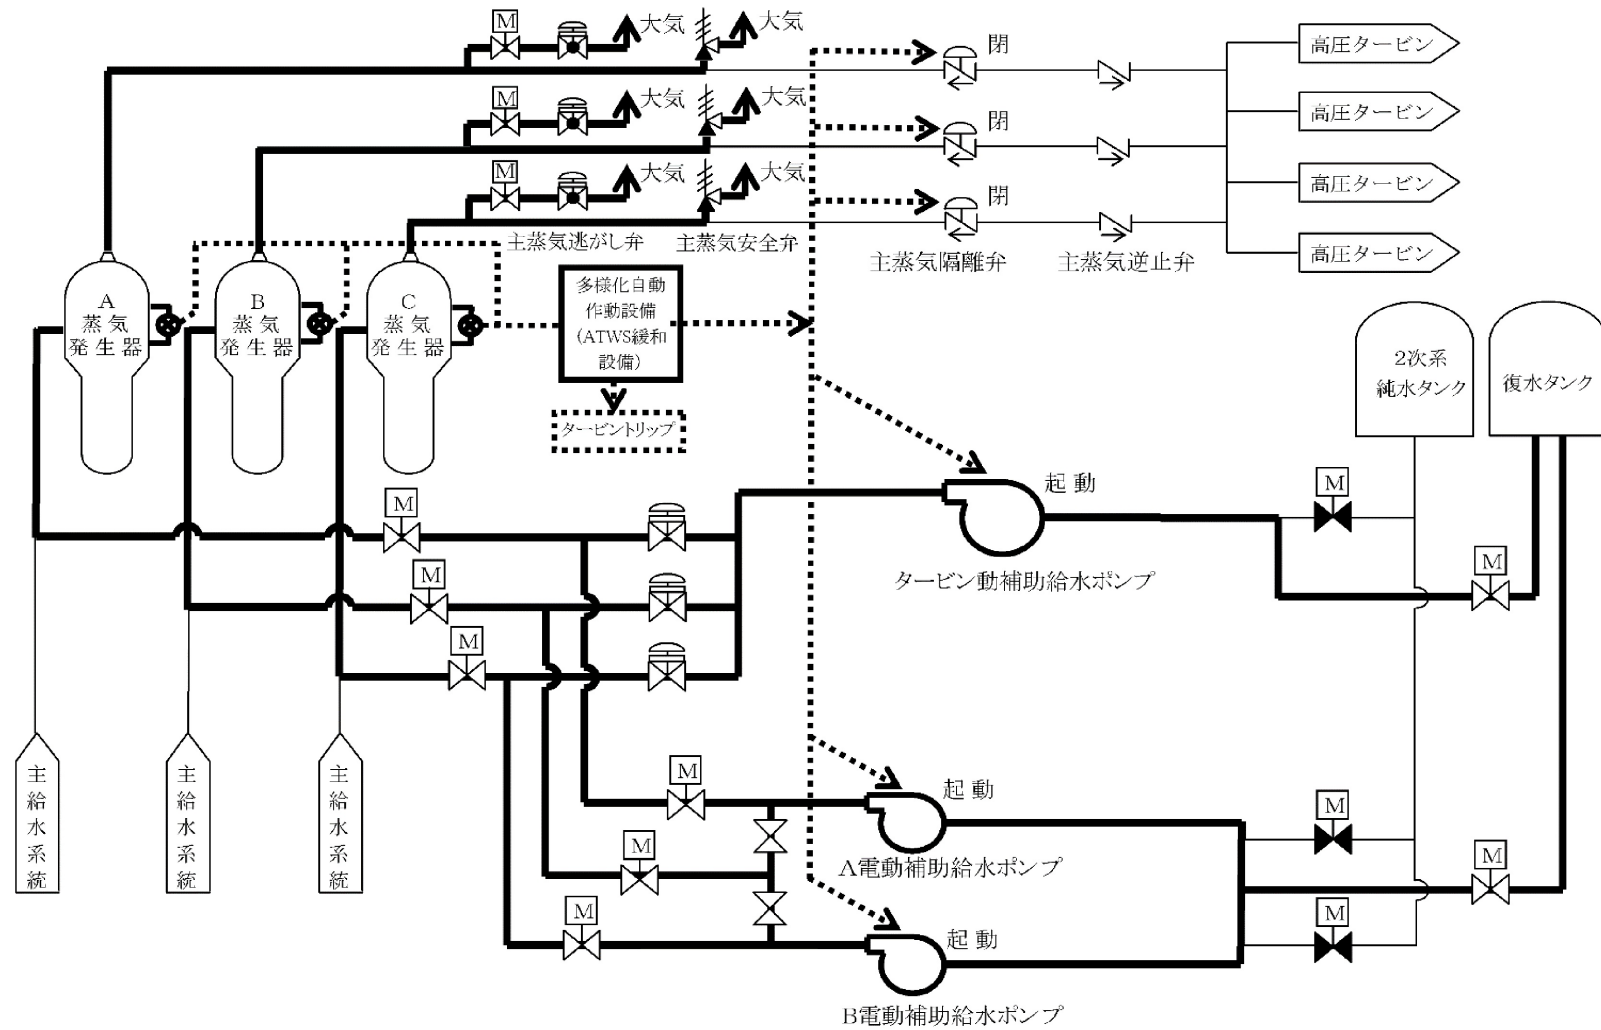 M
大気
大気
閉
高圧タービン
M
大気
大気
閉
高圧タービン
M
大気
大気
閉
高圧タービン
主蒸気逃がし弁
主蒸気安全弁
主蒸気隔離弁
主蒸気逆止弁
高圧タービン
A
蒸気
発生器
B
蒸気
発生器
C
蒸気
発生器
多様化自動
作動設備
(ATWS緩和
設備)
タービントリップ
2次系
純水タンク
復水タンク
M
起動
M
タービン動補助給水ポンプ
M
M
M
主給水系統
主給水系統
主給水系統
M
起動
M
A電動補助給水ポンプ
M
M
M
起動
M
B電動補助給水ポンプ